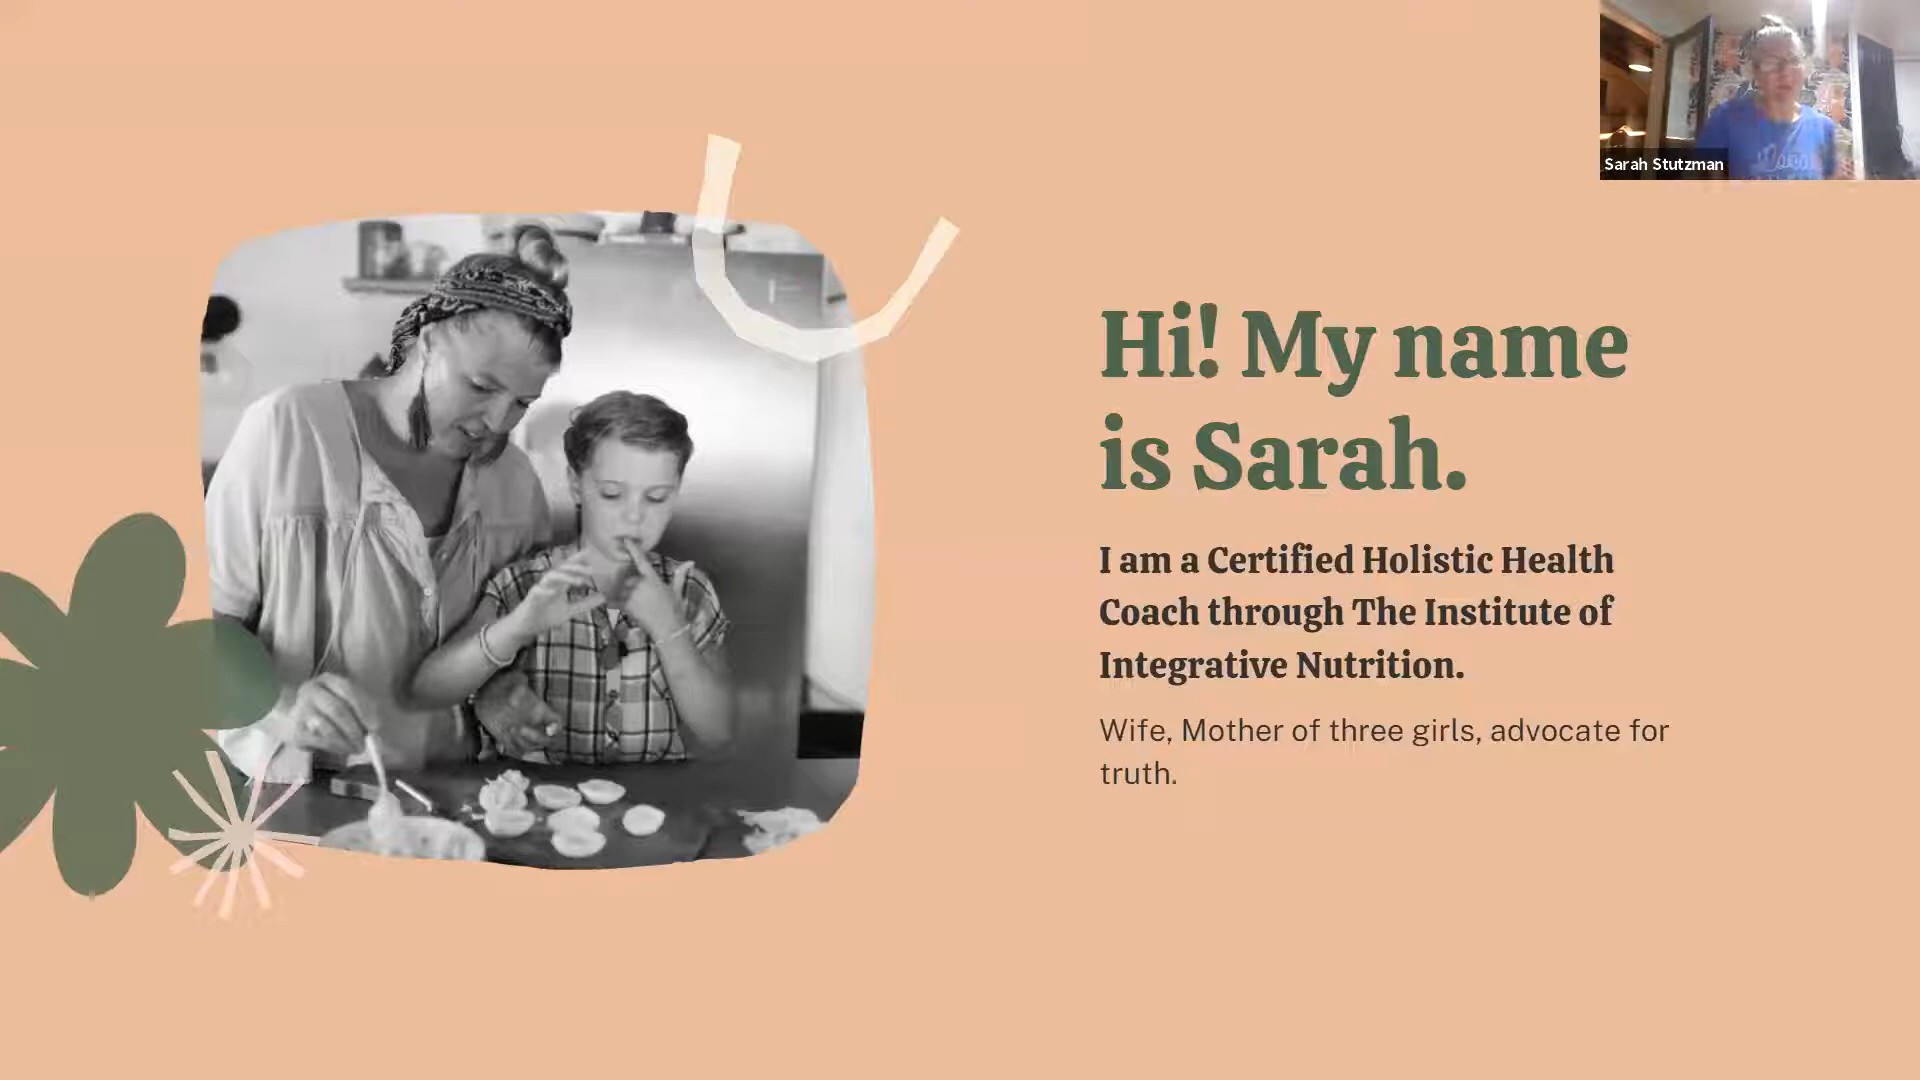 Sarah Stutzman
Hi! My name
is Sarah.
I am a Certified Holistic Health
Coach through The Institute of
Integrative Nutrition.
Wife, Mother of three girls, advocate for
truth.